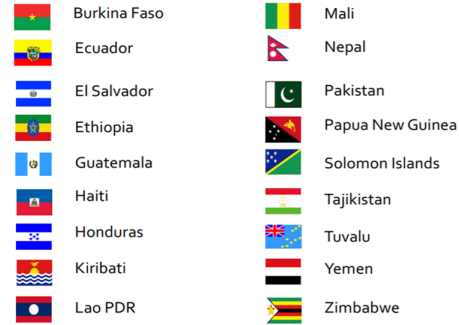 Burkina Faso
Ecuador
El Salvador
Ethiopia
Guatemala
Haiti
Honduras
Kiribati
Lao PDR
Mali
Nepal
Pakistan
Papua New Guinea
Solomon Islands
Tajikistan
Tuvalu
Yemen
Zimbabwe